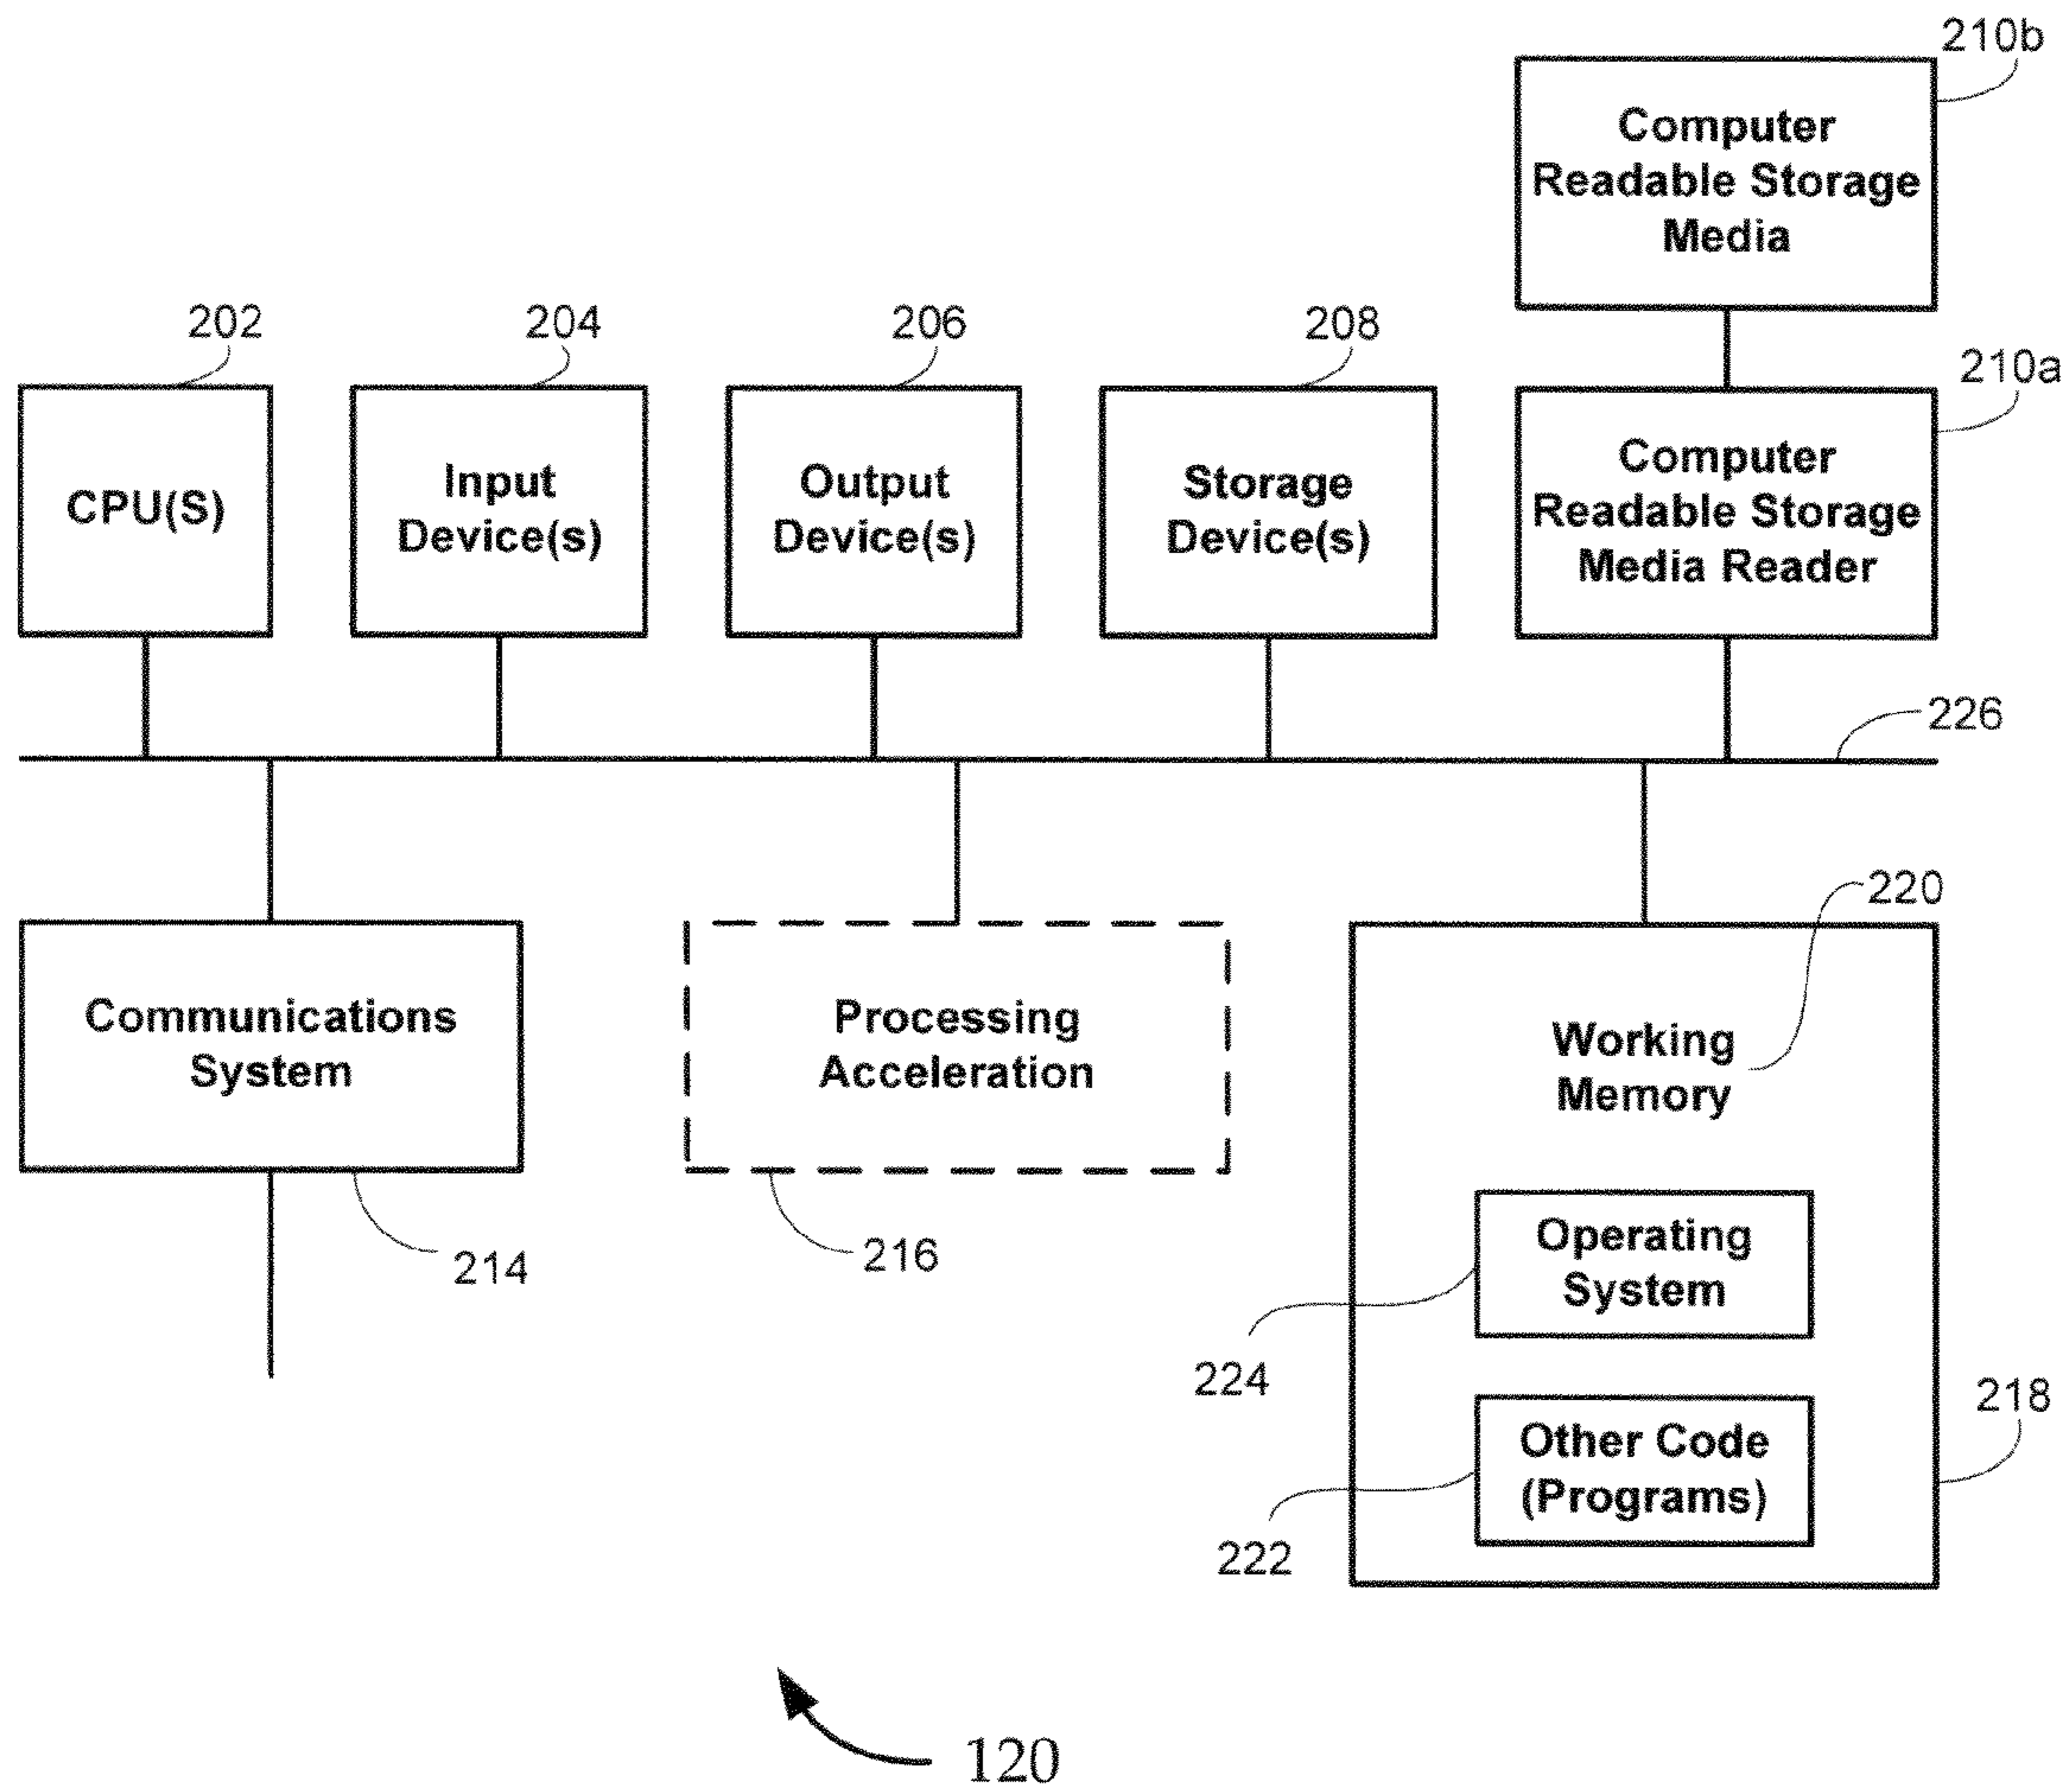 210b
Computer
Readable Storage
Media
202
204
206
208
210a
CPU(S)
Input
Device(s)
Output
Device(s)
Storage
Device(s)
Computer
Readable Storage
Media Reader
226
220
Communications
System
214
Processing
Acceleration
216
Working
Memory
Operating
System
224
218
Other Code
(Programs)
222
120